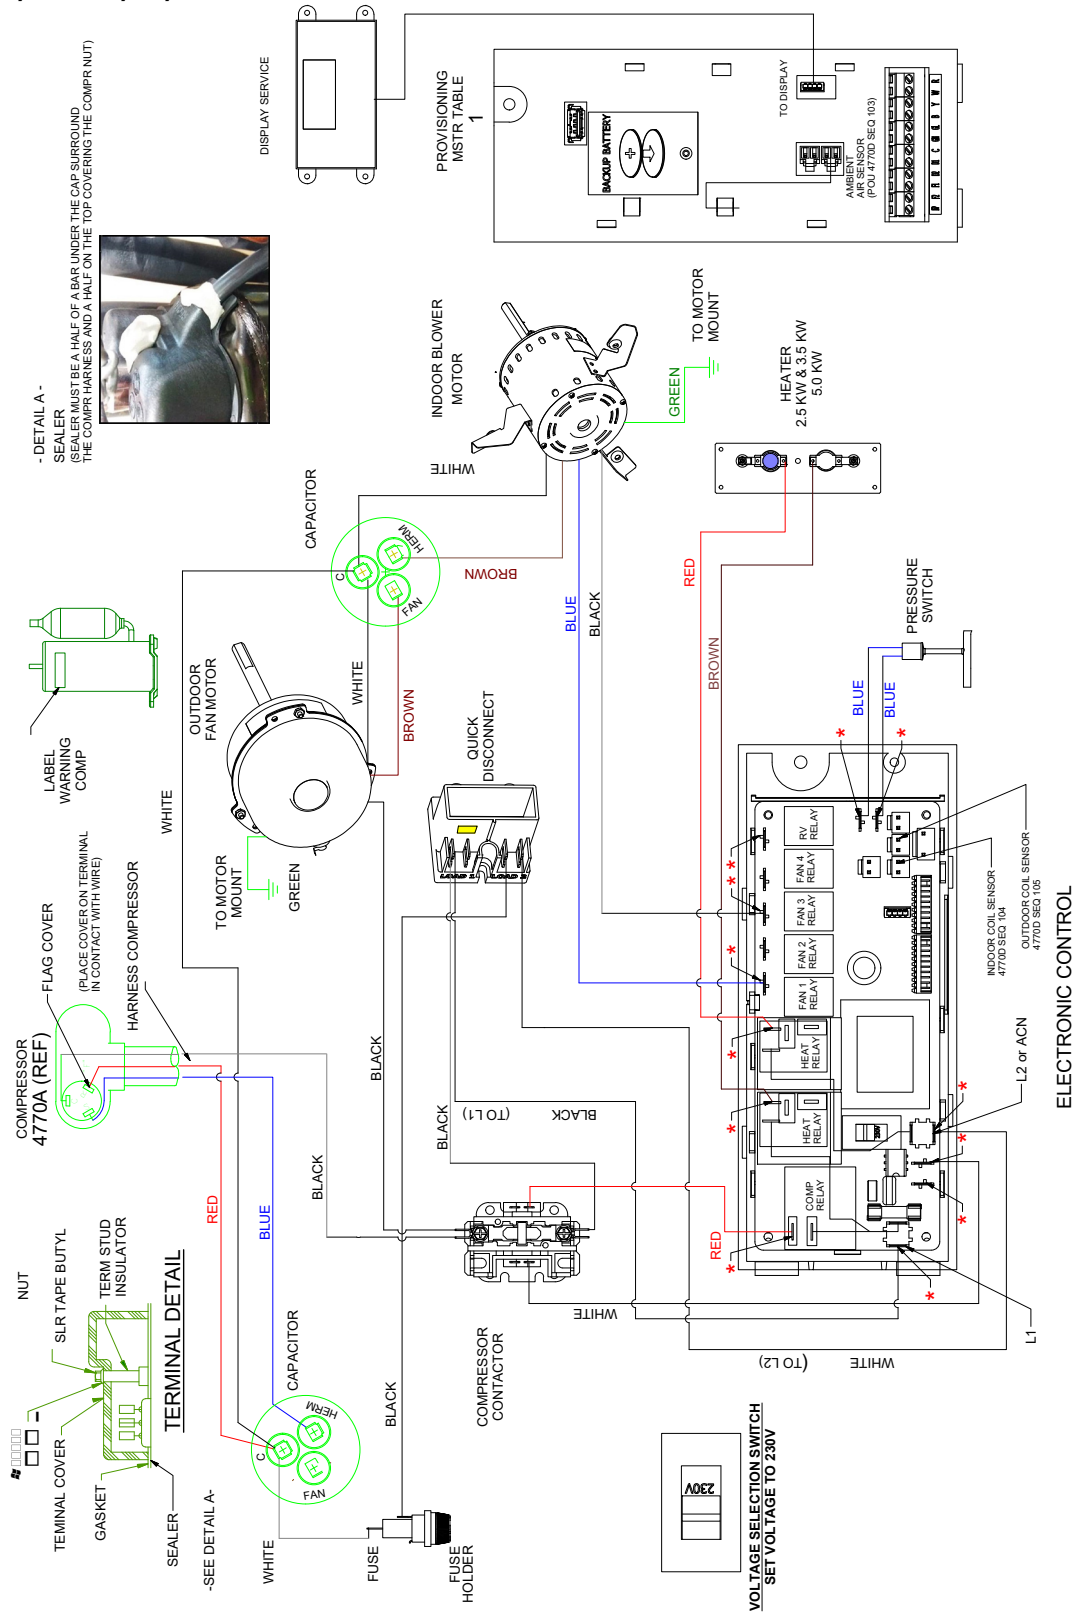 - DETAIL A -
SEALER
(SEALER MUST BE A HALF OF A BAR UNDER THE CAP SURROUND
THE COMPR HARNESS AND A HALF ON THE TOP COVERING THE COMPR NUT)
DISPLAY SERVICE
PROVISIONING
MSTR TABLE
1
BACKUP BATTERY
TO DISPLAY
AMBIENT
AIR SENSOR
(POU 4770D SEQ 103)
INDOOR BLOWER
MOTOR
TO MOTOR
MOUNT
GREEN
HEATER
2.5 KW & 3.5 KW
5.0 KW
WHITE
CAPACITOR
C
HERM
FAN
BROWN
BLUE
BLACK
RED
BROWN
PRESSURE
SWITCH
BLUE
BLUE
LABEL
WARNING
COMP
OUTDOOR
FAN MOTOR
WHITE
BROWN
WHITE
TO MOTOR
MOUNT
GREEN
QUICK
DISCONNECT
LOAD 1
LOAD 2
COMPRESSOR
4770A (REF)
FLAG COVER
(PLACE COVER ON TERMINAL
IN CONTACT WITH WIRE)
HARNESS COMPRESSOR
BLACK
BLACK
(TO L1)
BLACK
RED
BLUE
BLACK
NUT
SLR TAPE BUTYL
TERM STUD
INSULATOR
TEMINAL COVER
GASKET
SEALER
-SEE DETAIL A-
TERMINAL DETAIL
CAPACITOR
C
HERM
FAN
WHITE
FUSE
FUSE
HOLDER
BLACK
COMPRESSOR
CONTACTOR
RED
WHITE
(TO L2)
WHITE
RV
RELAY
FAN 4
RELAY
FAN 3
RELAY
FAN 2
RELAY
FAN 1
RELAY
HEAT
RELAY
HEAT
RELAY
COMP
RELAY
230V
INDOOR COIL SENSOR
4770D SEQ 104
OUTDOOR COIL SENSOR
4770D SEQ 105
L2 or ACN
L1
ELECTRONIC CONTROL
230V
VOLTAGE SELECTION SWITCH
SET VOLTAGE TO 230V